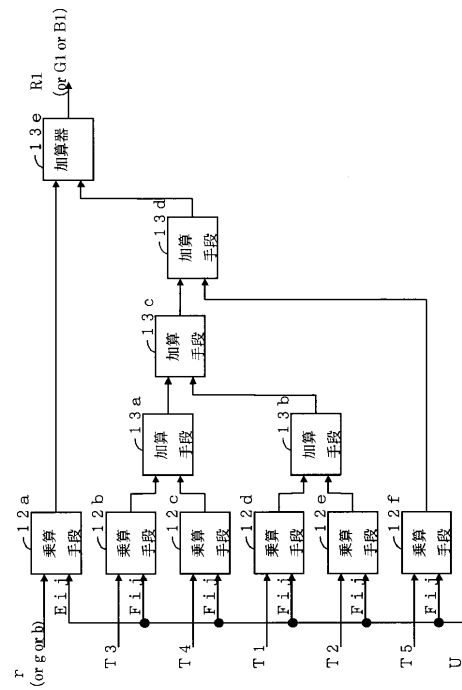 R1
(or G1 or B1)
13e
加算器
13d
加算
手段
13c
加算
手段
13a
加算
手段
13b
加算
手段
12a
乗算
手段
12b
乗算
手段
12c
乗算
手段
12d
乗算
手段
12e
乗算
手段
12f
乗算
手段
Eij
Fij
Fij
Fij
Fij
Fij
r
(or g or b)
T3
T4
T1
T2
T5
U